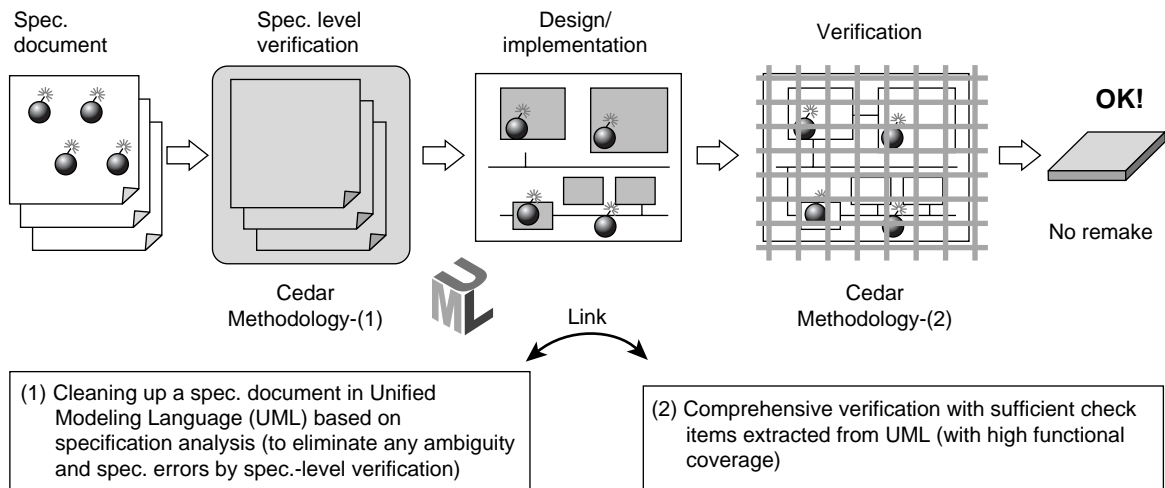 Spec.
document
Spec. level
verification
Design/
implementation
Verification
OK!
No remake
Cedar
Methodology-(1)
UML
Link
Cedar
Methodology-(2)
(1) Cleaning up a spec. document in Unified
Modeling Language (UML) based on
specification analysis (to eliminate any ambiguity
and spec. errors by spec.-level verification)
(2) Comprehensive verification with sufficient check
items extracted from UML (with high functional
coverage)